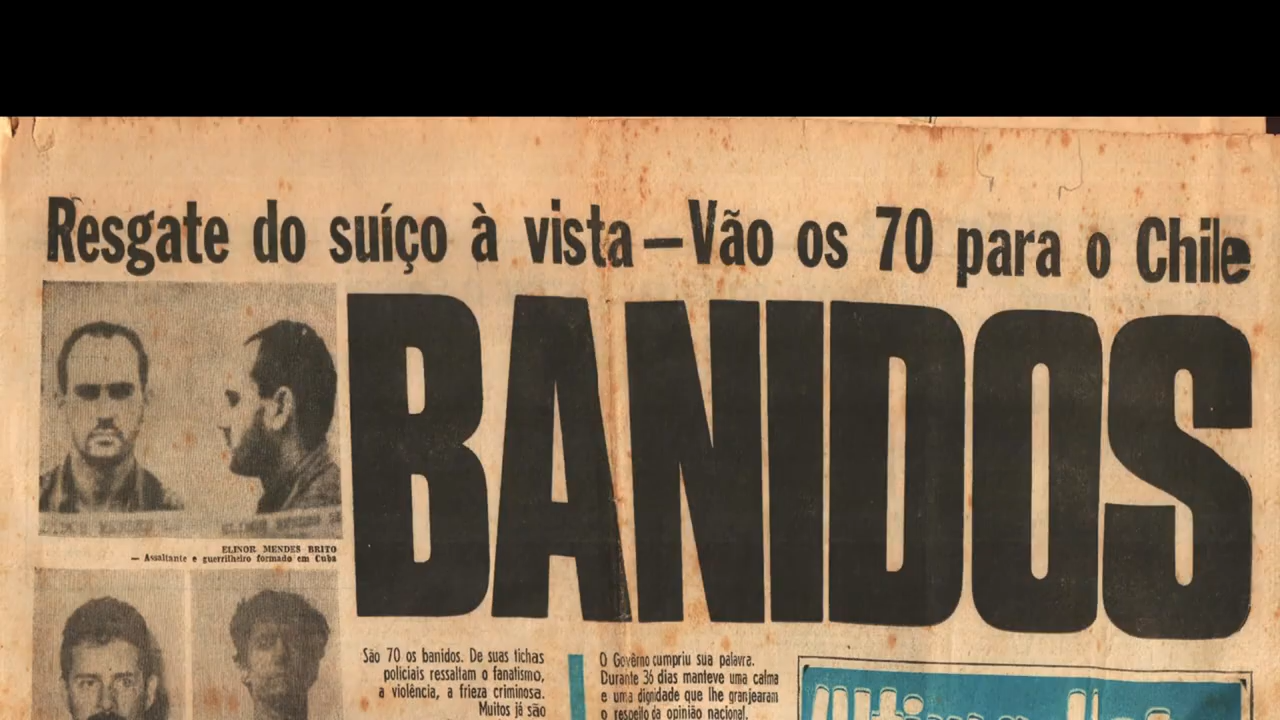 Resgate do suíço à vista — Vão os 70 para o Chile
BANIDOS
ELINOR MENDES BRITO
— Assaltante e guerrilheiro formado em Cuba
São 70 os banidos. De suas fichas
policiais ressaltam o fanatismo,
a violência, a frieza criminosa.
Muitos já são
O Govêrno cumpriu sua palavra.
Durante 36 dias manteve uma calma
e uma dignidade que lhe granjearam
o respeito da opinião nacional.